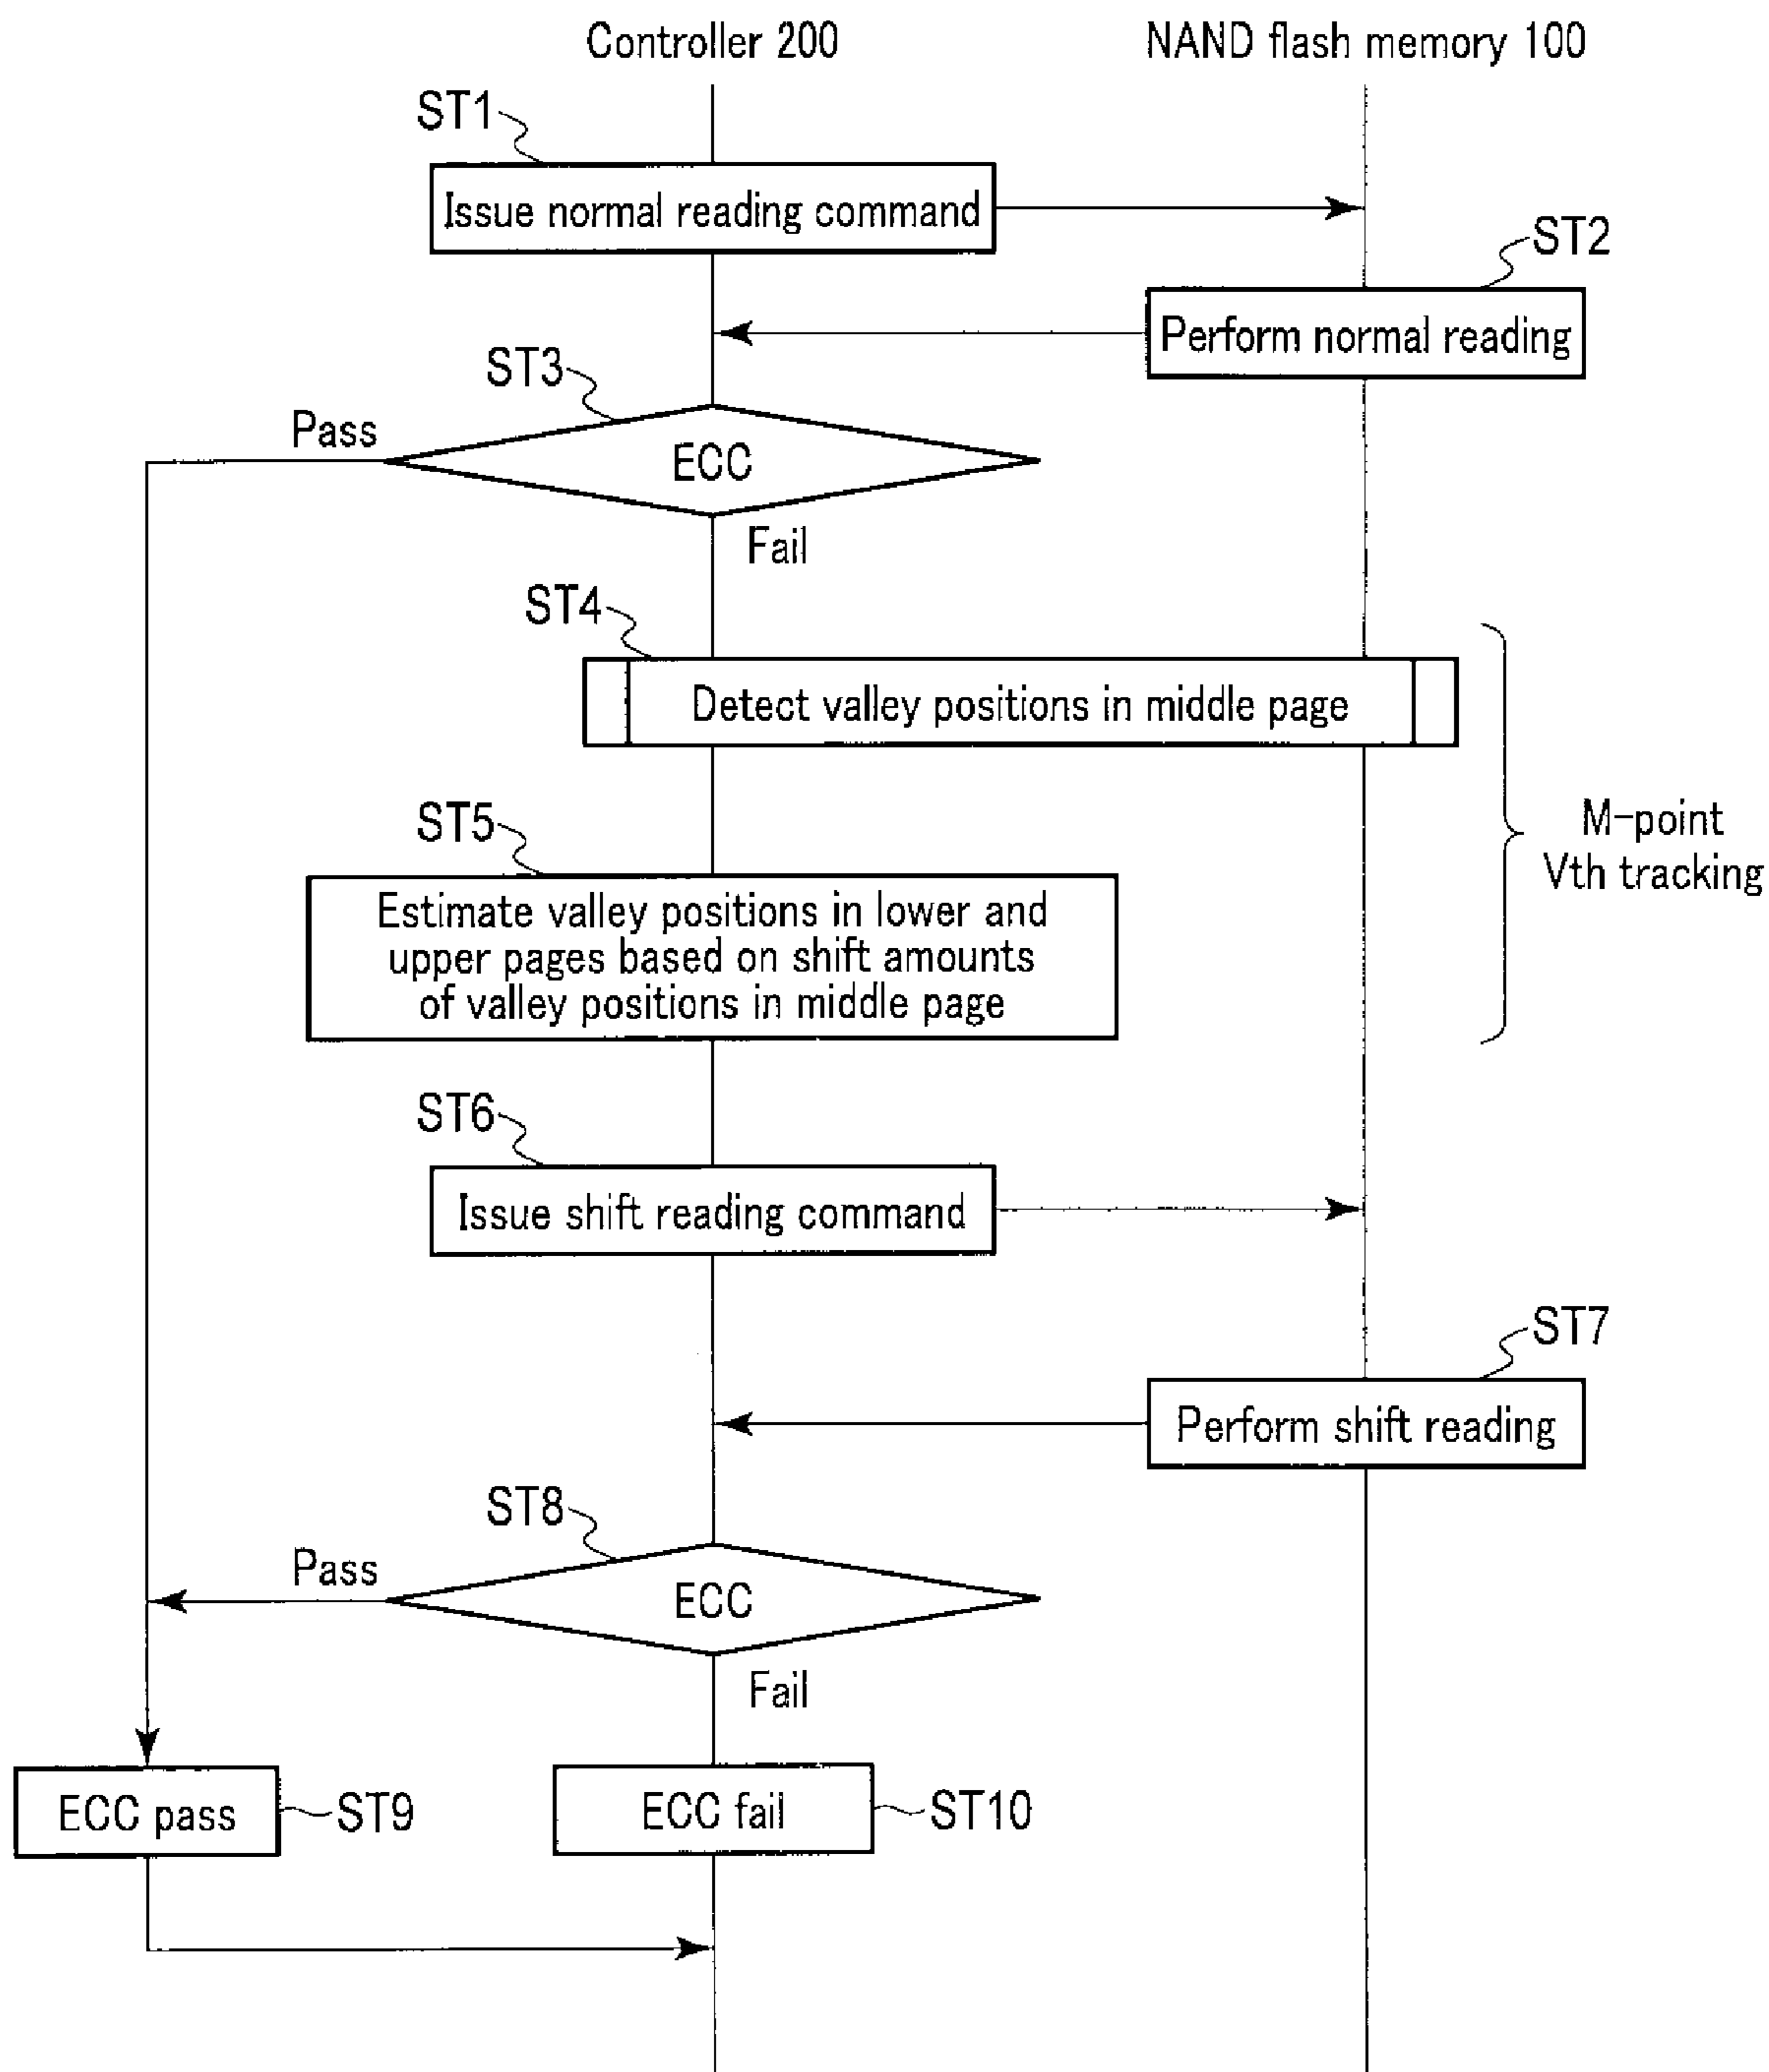 Controller 200
NAND flash memory 100
ST1
Issue normal reading command
ST2
Perform normal reading
ST3
Pass
ECC
Fail
ST4
Detect valley positions in middle page
M-point
Vth tracking
ST5
Estimate valley positions in lower and
upper pages based on shift amounts
of valley positions in middle page
ST6
Issue shift reading command
ST7
Perform shift reading
ST8
Pass
ECC
Fail
ECC pass
ST9
ECC fail
ST10